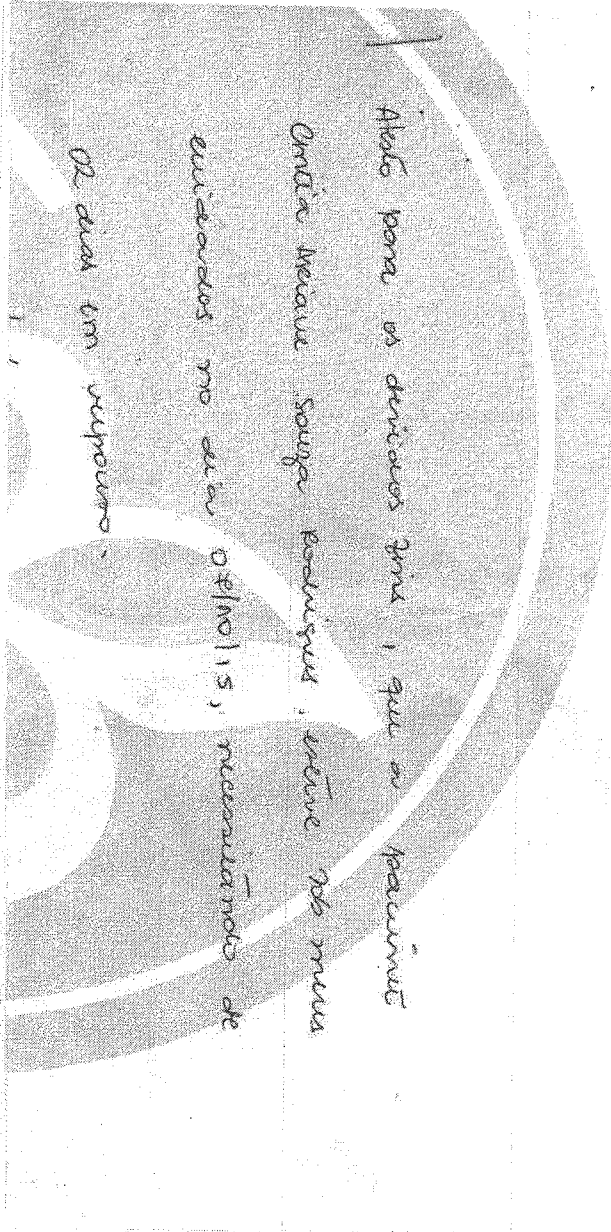 Atesto para os devidos fins, que a paciente
Souza Rodrigues, esteve sob meus
cuidados no dia 07/10/15, necessitando de
02 dias em repouso.